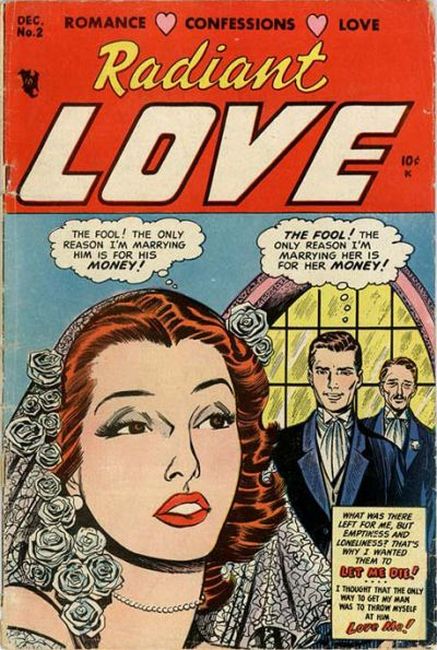 DEC.
No.2
ROMANCE CONFESSIONS LOVE
Radiant
LOVE
10¢
K
THE FOOL! THE ONLY
REASON I'M MARRYING
HIM IS FOR HIS
MONEY!
THE FOOL! THE
ONLY REASON I'M
MARRYING HER IS
FOR HER MONEY!
WHAT WAS THERE
LEFT FOR ME, BUT
EMPTINESS AND
LONELINESS? THAT'S
WHY I WANTED
THEM TO
LET ME DIE!
I THOUGHT THAT THE ONLY
WAY TO GET MY MAN
WAS TO THROW MYSELF
AT HIM....
Love Me!